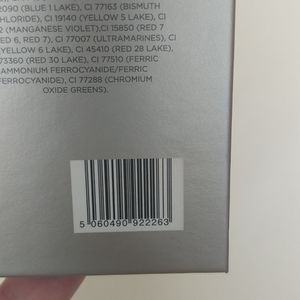 2090 (BLUE 1 LAKE), CI 77163 (BISMUTH
HLORIDE), CI 19140 (YELLOW 5 LAKE), CI
2 (MANGANESE VIOLET),CI 15850 (RED 7
RED 6, RED 7), CI 77007 (ULTRAMARINES), CI
(YELLOW 6 LAKE), CI 45410 (RED 28 LAKE),
73360 (RED 30 LAKE), CI 77510 (FERRIC
AMMONIUM FERROCYANIDE/FERRIC
FERROCYANIDE), CI 77288 (CHROMIUM
OXIDE GREENS).
5 060490 922263